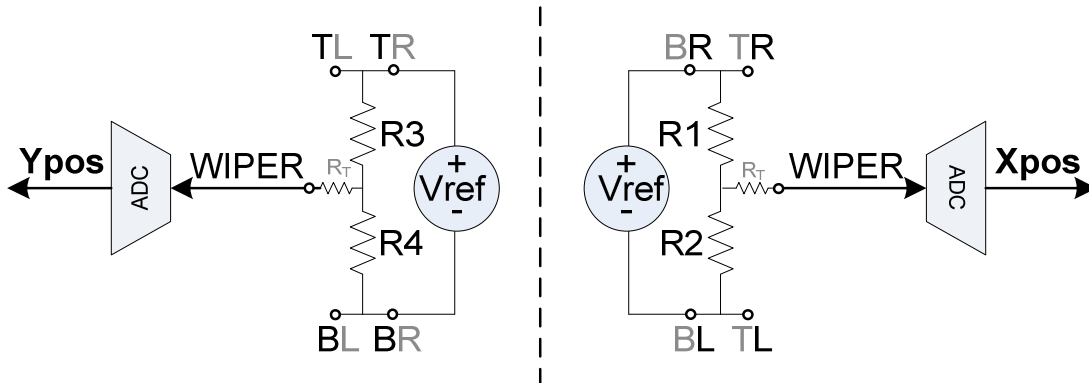 TL TR
R3
Ypos
ADC
WIPER
RT
+
Vref
-
R4
BL BR
BR TR
R1
+
Vref
-
RT
WIPER
ADC
Xpos
R2
BL TL